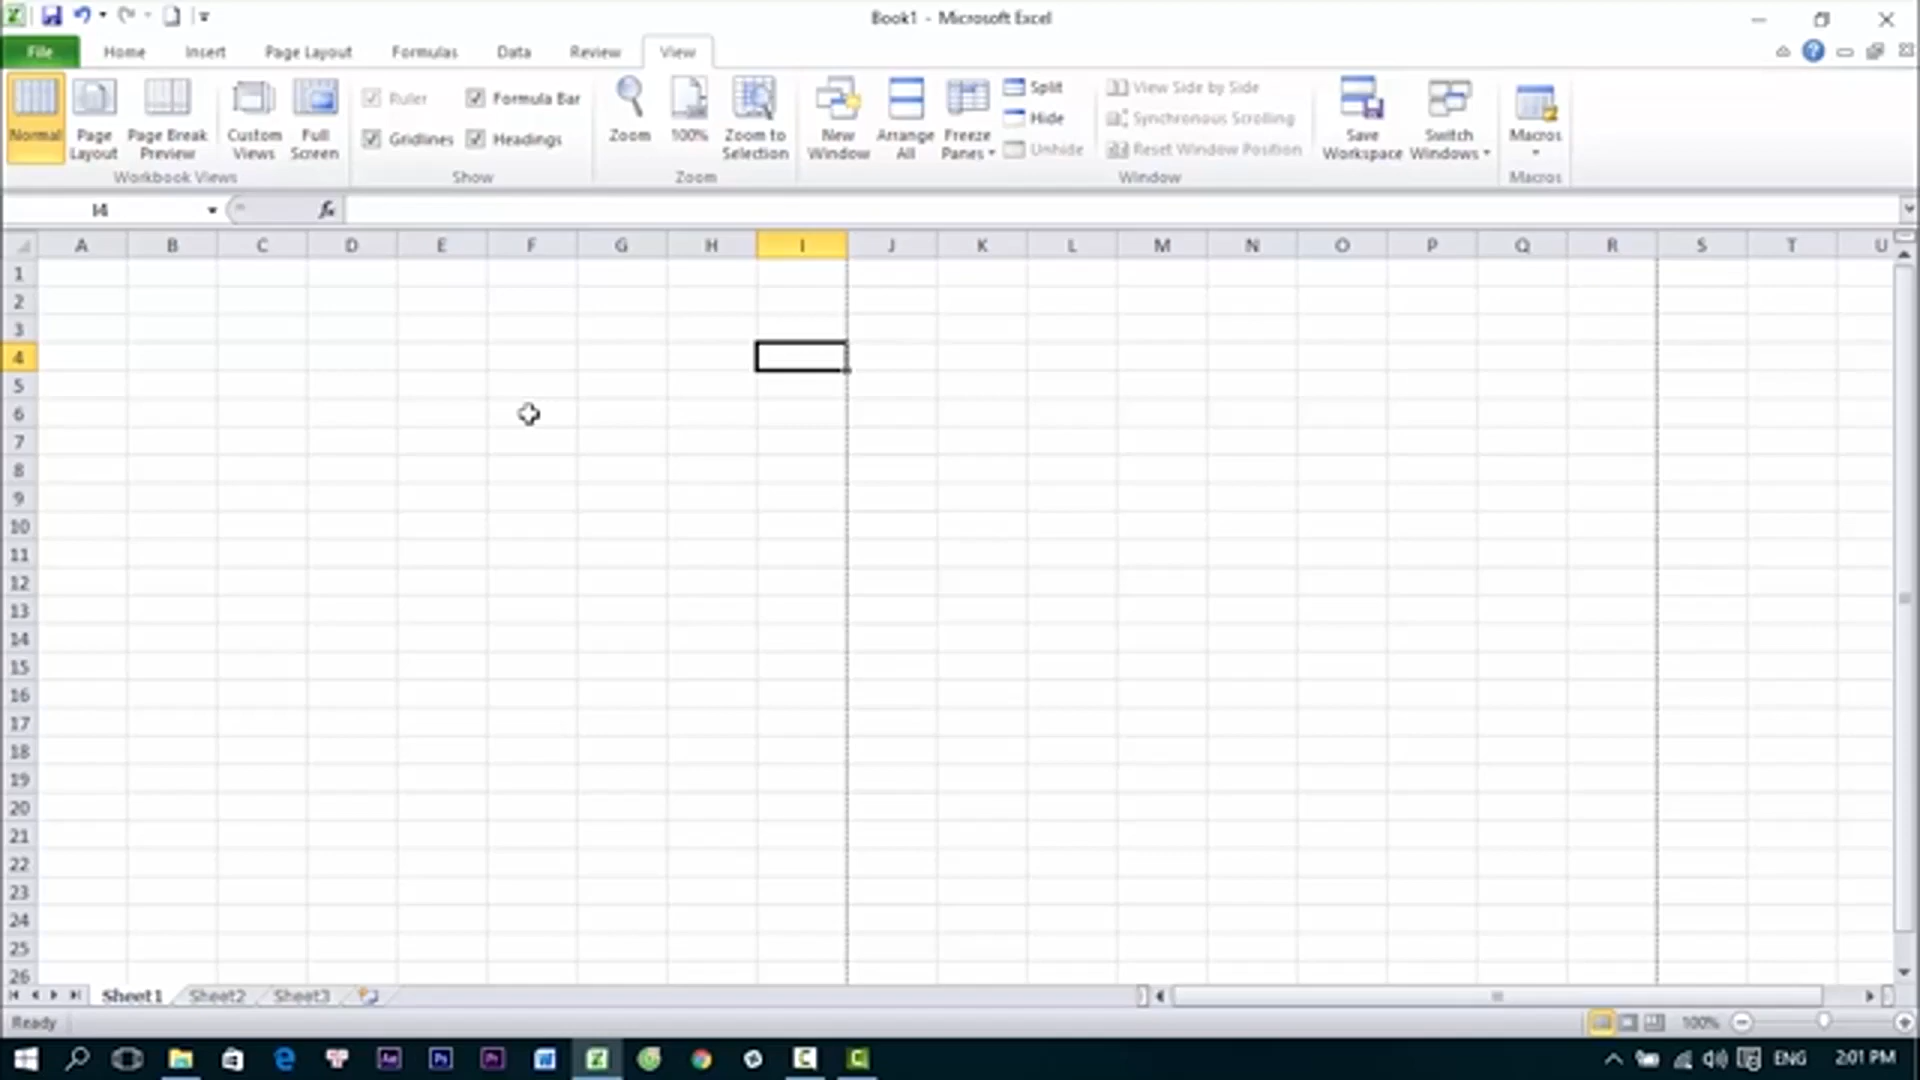 Book1 - Microsoft Excel
File Home Insert Page Layout Formulas Data Review View
Normal
Page Layout
Page Break Preview
Custom Views
Full Screen
Workbook Views
Ruler
Formula Bar
Gridlines
Headings
Show
Zoom
100%
Zoom to Selection
Zoom
New Window
Arrange All
Freeze Panes
Split
Hide
Unhide
View Side by Side
Synchronous Scrolling
Reset Window Position
Window
Save Workspace
Switch Windows
Macros
Macros
I4
fx
A B C D E F G H I J K L M N O P Q R S T U
1
2
3
4
5
6
7
8
9
10
11
12
13
14
15
16
17
18
19
20
21
22
23
24
25
26
Sheet1 Sheet2 Sheet3
Ready
100%
Ae Ps Pr
ENG
2:01 PM